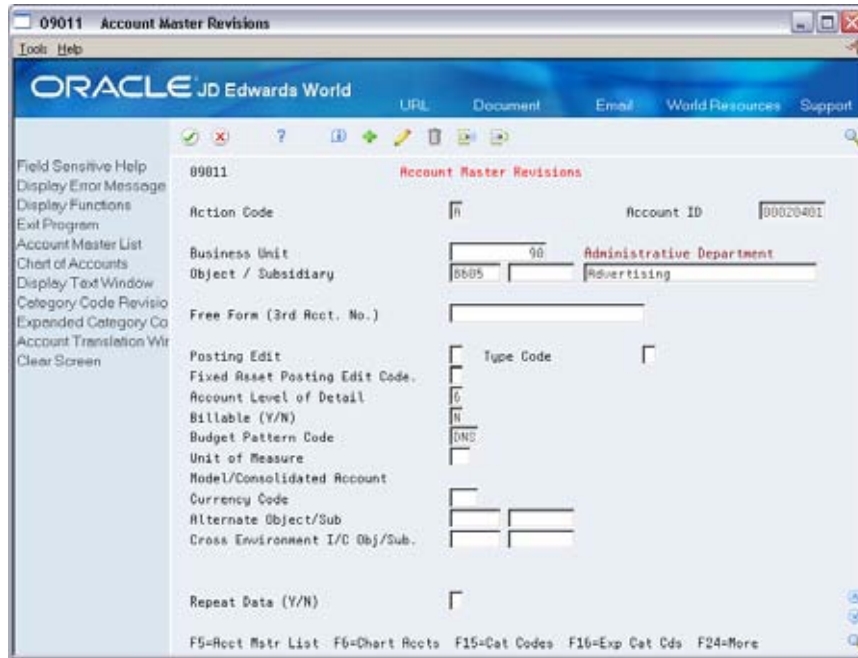 09011 Account Master Revisions
Tools Help
ORACLE JD Edwards World
URL Document Email World Resources Support
Field Sensitive Help
Display Error Message
Display Functions
Exit Program
Account Master List
Chart of Accounts
Display Text Window
Category Code Revisio
Expanded Category Co
Account Translation Wir
Clear Screen
09011 Account Master Revisions
Action Code A Account ID 00020401
Business Unit 90 Administrative Department
Object / Subsidiary 8605 Advertising
Free Form (3rd Acct. No.)
Posting Edit Type Code
Fixed Asset Posting Edit Code.
Account Level of Detail 6
Billable (Y/N) N
Budget Pattern Code DNS
Unit of Measure
Model/Consolidated Account
Currency Code
Alternate Object/Sub
Cross Environment I/C Obj/Sub.
Repeat Data (Y/N)
F5=Acct Mstr List F6=Chart Accts F15=Cat Codes F16=Exp Cat Cds F24=More